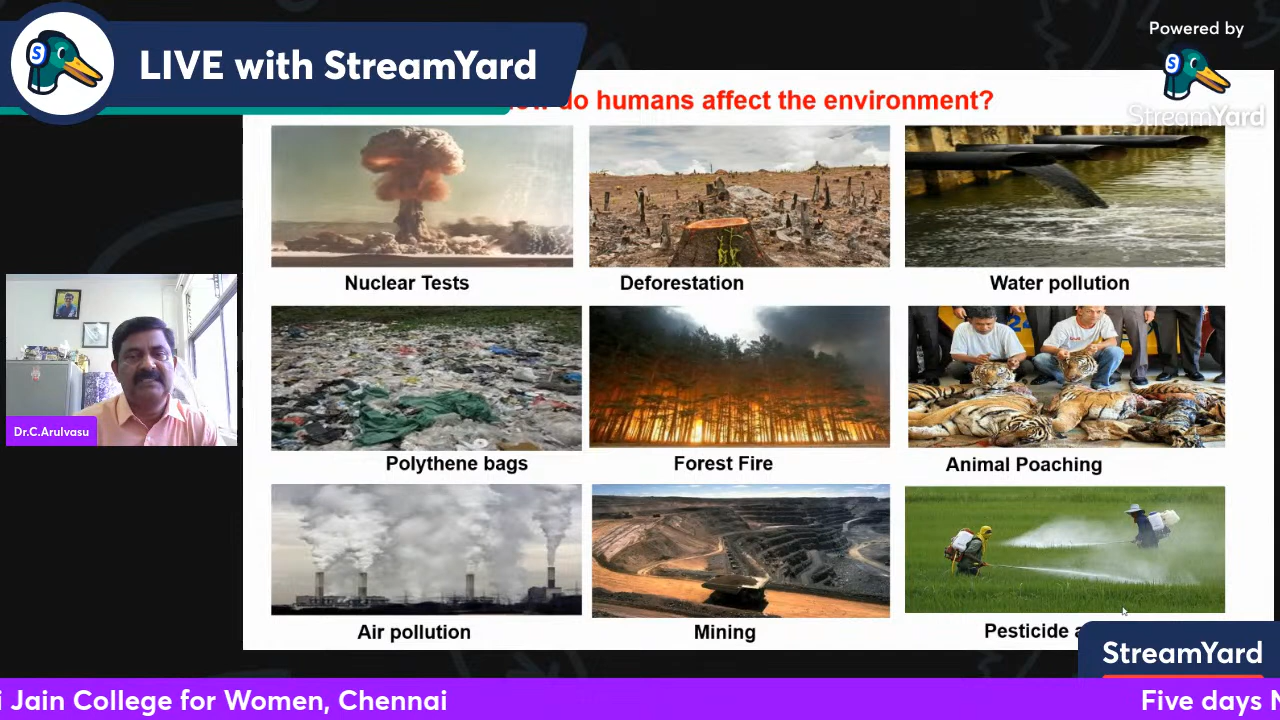 LIVE with StreamYard
Powered by
StreamYard
do humans affect the environment?
Nuclear Tests
Deforestation
Water pollution
Polythene bags
Forest Fire
Animal Poaching
Dr.C.Arulvasu
Air pollution
Mining
Pesticide
StreamYard
Jain College for Women, Chennai
Five days